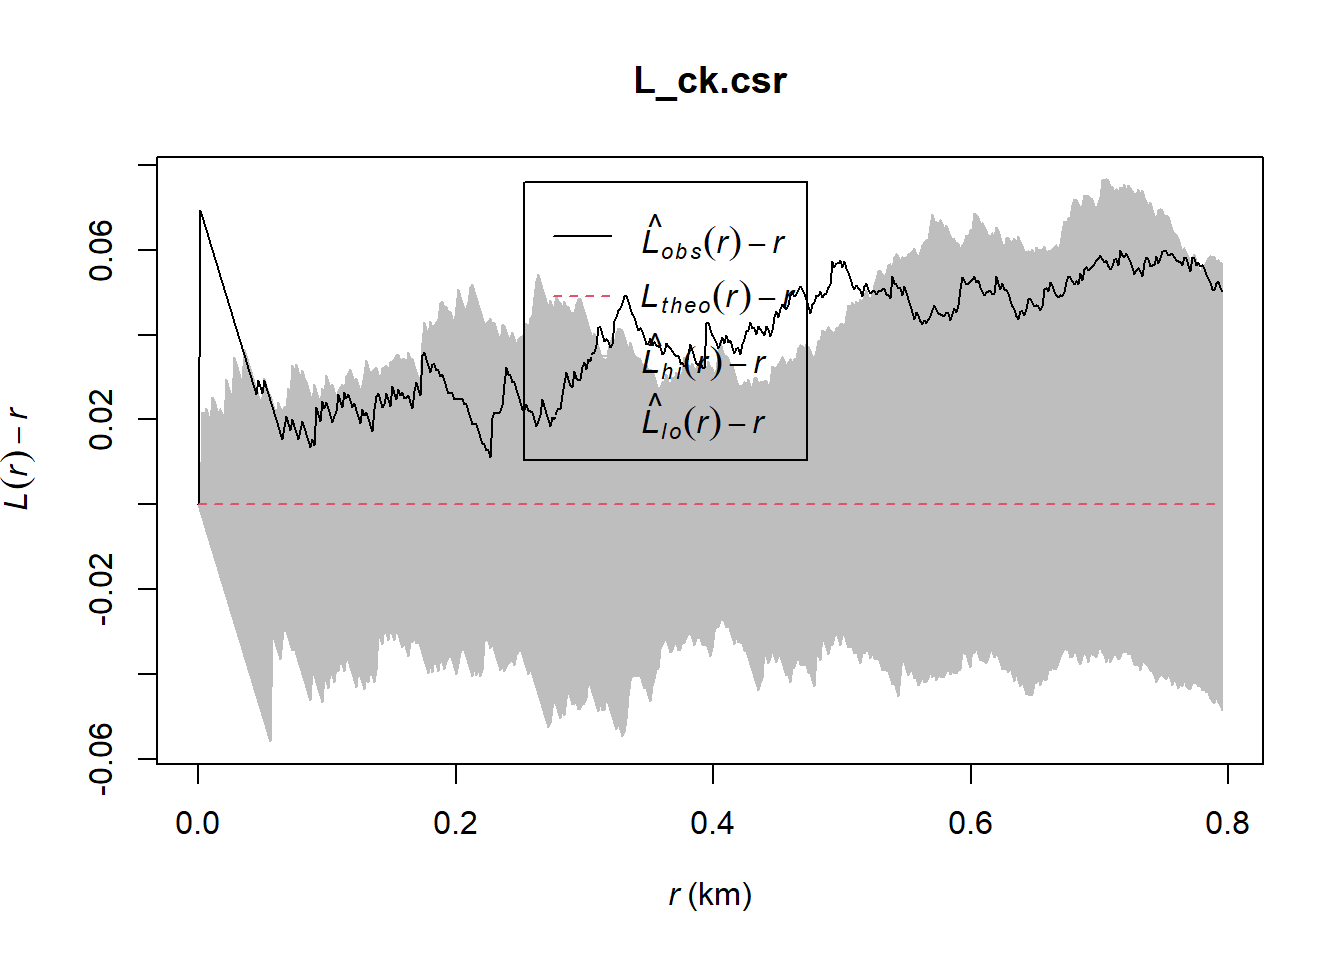 L_ck.csr
L̂obs(r) – r
Ltheo(r) – r
L̂hi(r) – r
L̂lo(r) – r
L(r) – r
0.06
0.02
-0.02
-0.06
0.0 0.2 0.4 0.6 0.8
r (km)